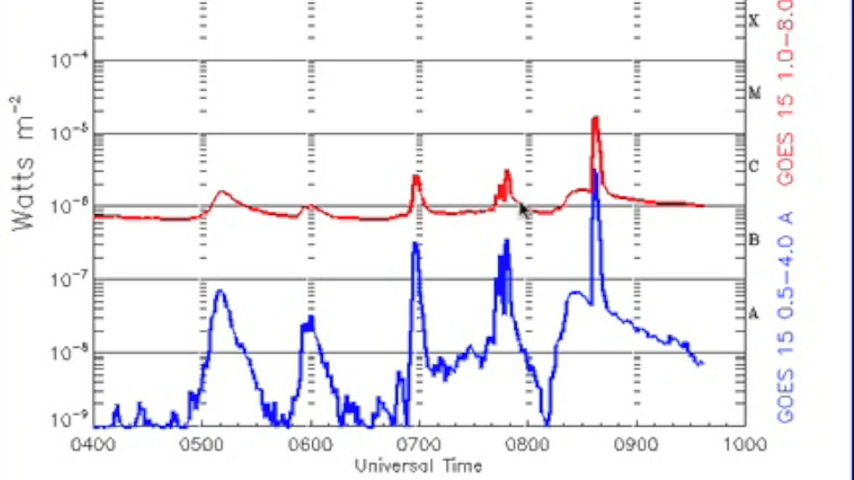 X
10⁻⁴
M
10⁻⁵
C
10⁻⁶
B
10⁻⁷
A
10⁻⁸
10⁻⁹
Watts m⁻²
0400 0500 0600 0700 0800 0900 1000
Universal Time
GOES 15 1.0–8.0
GOES 15 0.5–4.0 A